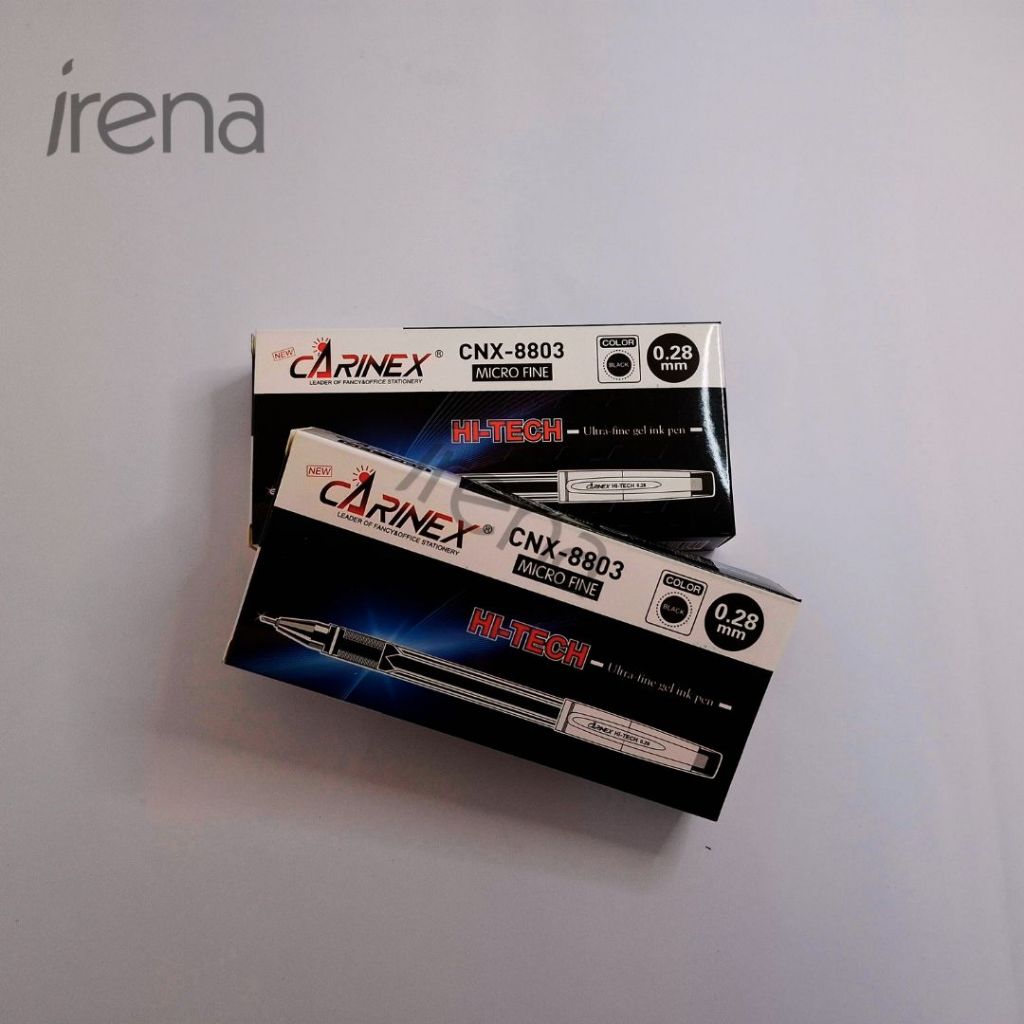 irena
NEW
CARINEX®
LEADER OF FANCY&OFFICE STATIONERY
CNX-8803
MICRO FINE
COLOR
BLACK
0.28
mm
HI-TECH
Ultra-fine gel ink pen
CARINEX HI-TECH 0.28
irena
NEW
CARINEX®
LEADER OF FANCY&OFFICE STATIONERY
CNX-8803
MICRO FINE
COLOR
BLACK
0.28
mm
HI-TECH
Ultra-fine gel ink pen
CARINEX HI-TECH 0.28